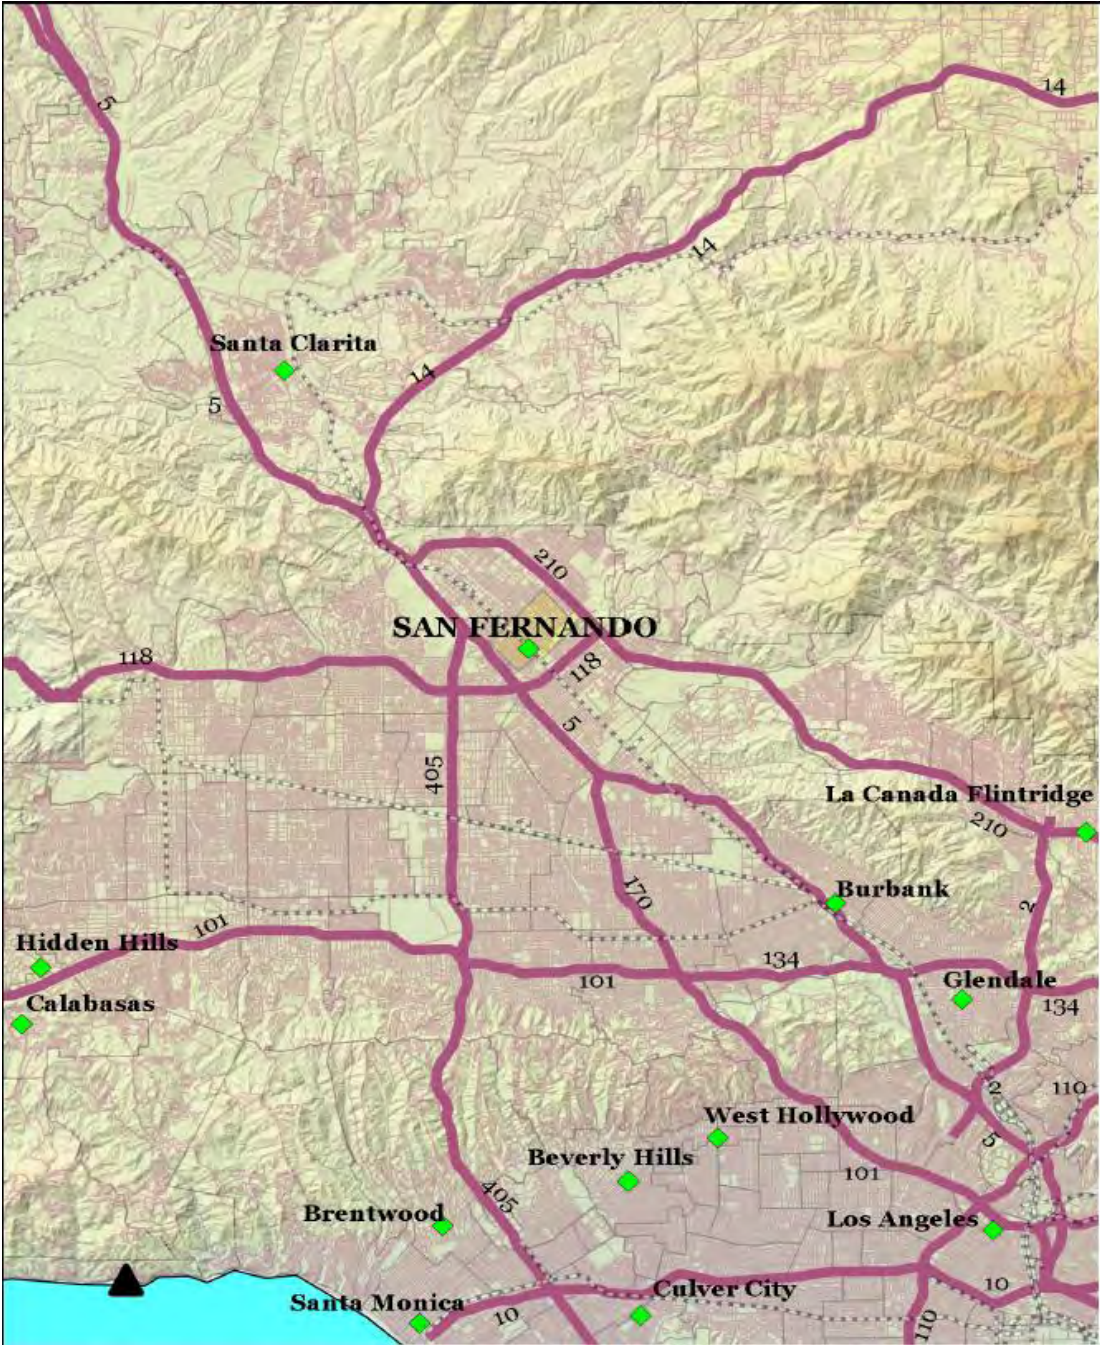 14
5
14
Santa Clarita
14
5
210
SAN FERNANDO
118
118
5
405
La Canada Flintridge
210
170
Burbank
2
101
Hidden Hills
134
101
Glendale
Calabasas
134
2
110
West Hollywood
5
Beverly Hills
101
405
Brentwood
Los Angeles
10
Culver City
Santa Monica
10
110